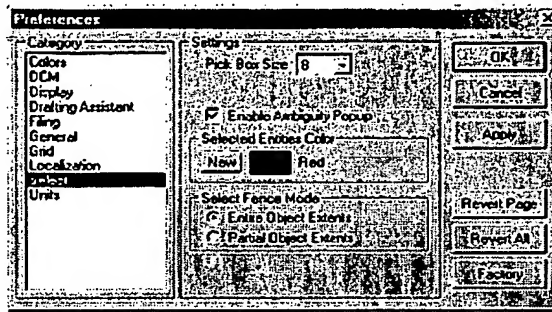 Preferences
Category
Colors
DCM
Display
Drafting Assistant
Filing
General
Grid
Localization
Select
Units
Settings
Pick Box Size 8
Enable Ambiguity Popup
Selected Entities Color
New Red
Select Fence Mode
Entire Object Extents
Partial Object Extents
OK
Cancel
Apply
Revert Page
Revert All
Factory